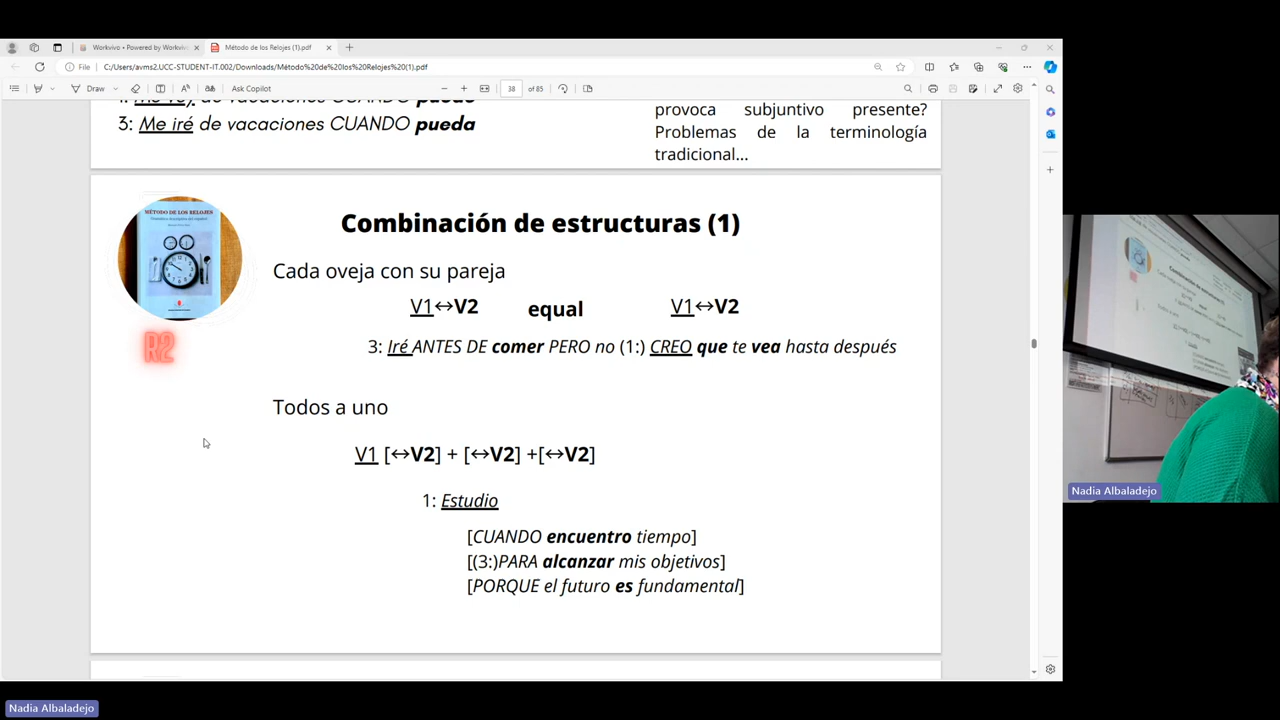 Workvivo • Powered by Workviv
Método de los Relojes (1).pdf
File
C:/Users/avms2.UCC-STUDENT-IT.002/Downloads/Método%20de%20los%20Relojes%20(1).pdf
Draw
Ask Copilot
38 of 85
de vacaciones CUANDO
3: Me iré de vacaciones CUANDO pueda
provoca subjuntivo presente?
Problemas de la terminología
tradicional...
MÉTODO DE LOS RELOJES
R2
Combinación de estructuras (1)
Cada oveja con su pareja
V1↔V2 equal V1↔V2
3: Iré ANTES DE comer PERO no (1:) CREO que te vea hasta después
Todos a uno
V1 [↔V2] + [↔V2] +[↔V2]
1: Estudio
[CUANDO encuentro tiempo]
[(3:)PARA alcanzar mis objetivos]
[PORQUE el futuro es fundamental]
Nadia Albaladejo
Nadia Albaladejo